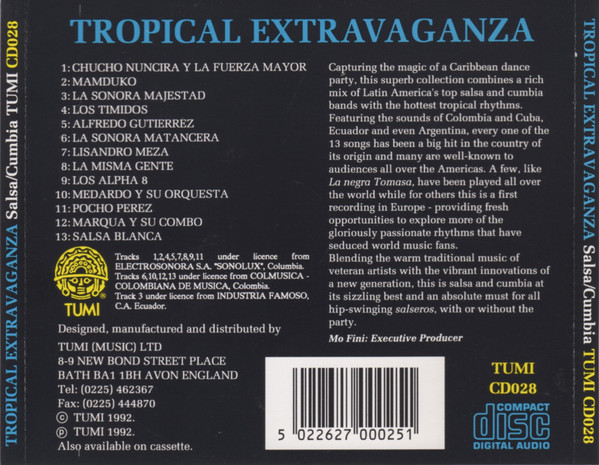 TROPICAL EXTRAVAGANZA Salsa/Cumbia TUMI CD028
TROPICAL EXTRAVAGANZA
1: CHUCHO NUNCIRA Y LA FUERZA MAYOR
2: MAMDUKO
3: LA SONORA MAJESTAD
4: LOS TIMIDOS
5: ALFREDO GUTIERREZ
6: LA SONORA MATANCERA
7: LISANDRO MEZA
8: LA MISMA GENTE
9: LOS ALPHA 8
10: MEDARDO Y SU ORQUESTA
11: POCHO PEREZ
12: MARQUA Y SU COMBO
13: SALSA BLANCA
TUMI
Tracks 1,2,4,5,7,8,9,11 under licence from
ELECTROSONORA S.A. "SONOLUX", Colombia.
Tracks 6,10,12,13 under licence from COLMUSICA -
COLOMBIANA DE MUSICA, Colombia.
Track 3 under licence from INDUSTRIA FAMOSO,
C.A. Ecuador.
Designed, manufactured and distributed by
TUMI (MUSIC) LTD
8-9 NEW BOND STREET PLACE
BATH BA1 1BH AVON ENGLAND
Tel: (0225) 462367
Fax: (0225) 444870
© TUMI 1992.
℗ TUMI 1992.
Also available on cassette.
Capturing the magic of a Caribbean dance
party, this superb collection combines a rich
mix of Latin America's top salsa and cumbia
bands with the hottest tropical rhythms.
Featuring the sounds of Colombia and Cuba,
Ecuador and even Argentina, every one of the
13 songs has been a big hit in the country of
its origin and many are well-known to
audiences all over the Americas. A few, like
La negra Tomasa, have been played all over
the world while for others this is a first
recording in Europe - providing fresh
opportunities to explore more of the
gloriously passionate rhythms that have
seduced world music fans.
Blending the warm traditional music of
veteran artists with the vibrant innovations of
a new generation, this is salsa and cumbia at
its sizzling best and an absolute must for all
hip-swinging salseros, with or without the
party.
Mo Fini: Executive Producer
5 022627 000251
TUMI
CD028
COMPACT
disc
DIGITAL AUDIO
TROPICAL EXTRAVAGANZA Salsa/Cumbia TUMI CD028